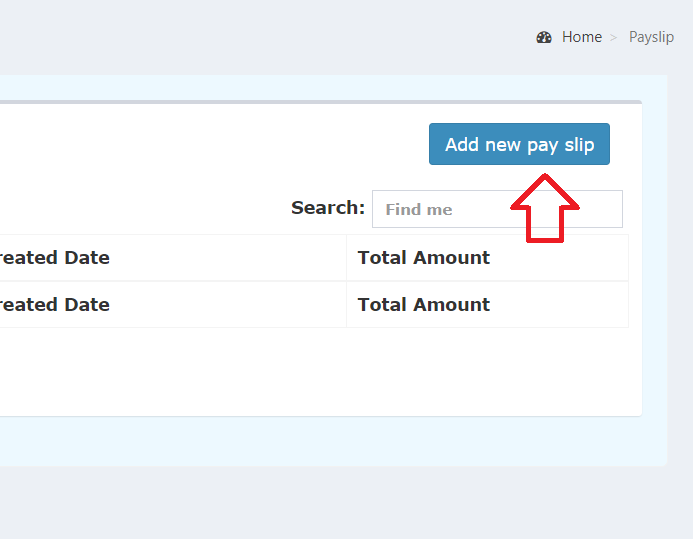 Home > Payslip
Add new pay slip
Search: Find me
reated Date Total Amount
reated Date Total Amount